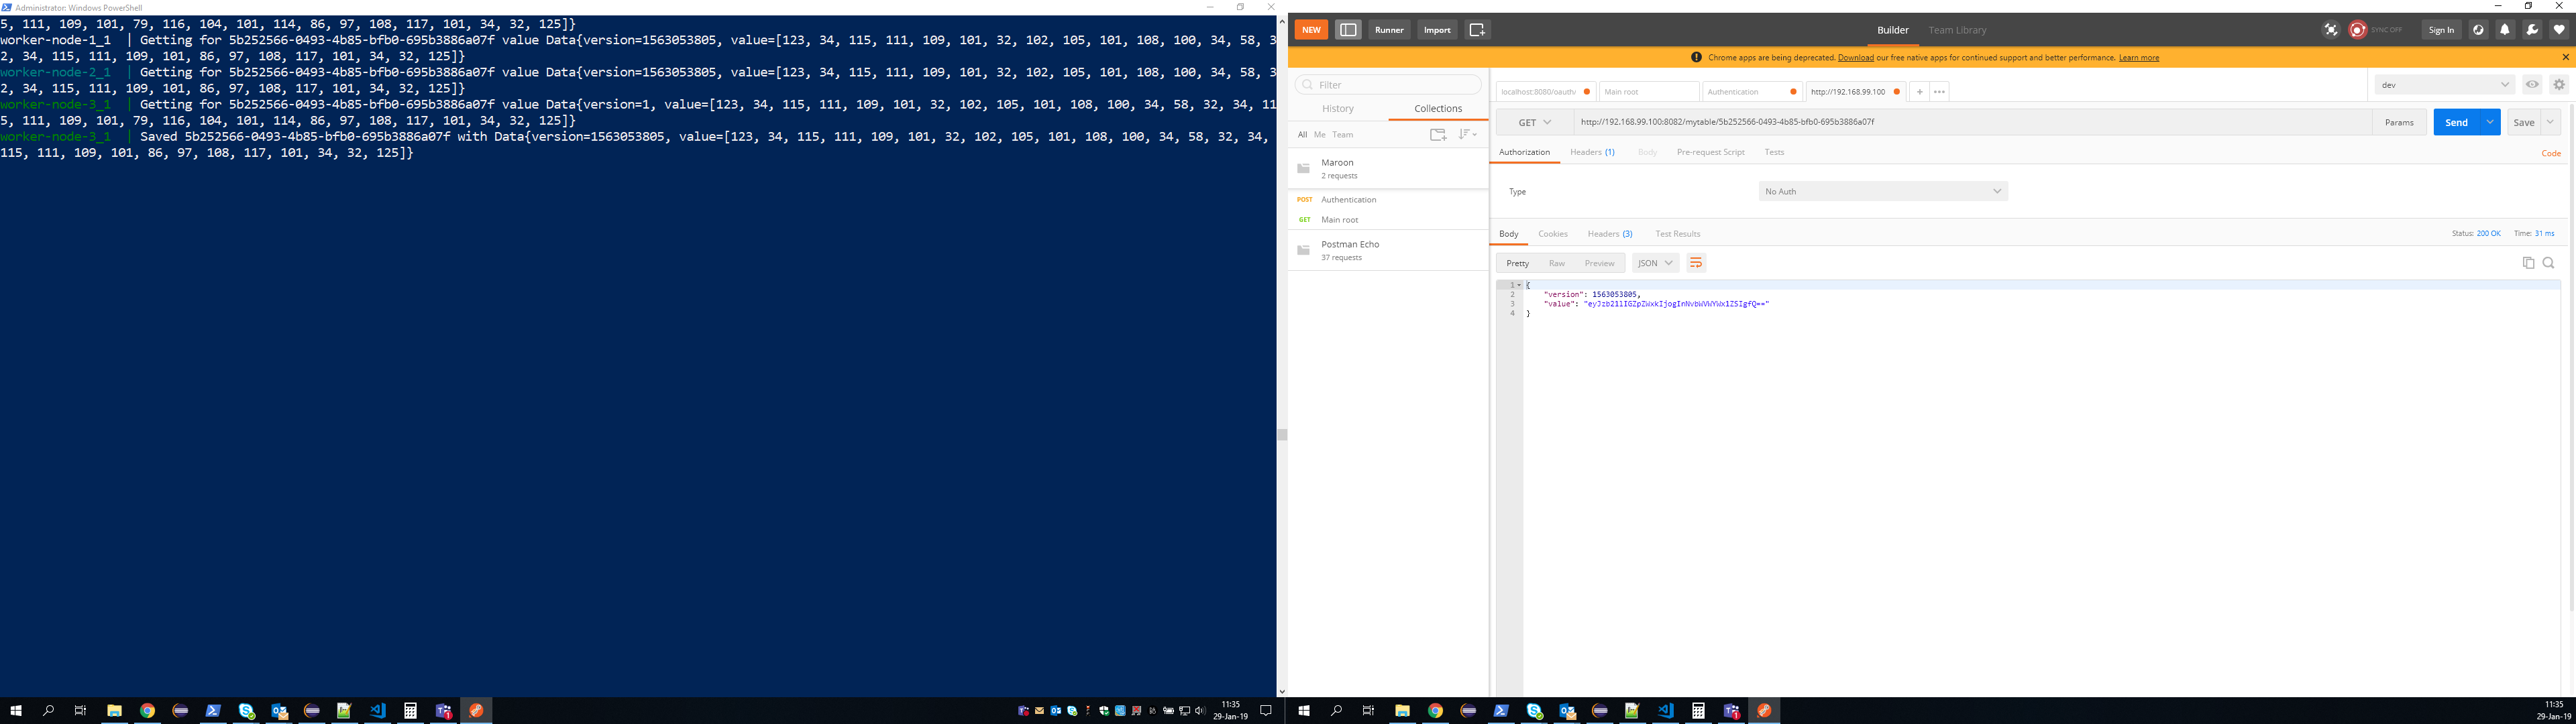 Administrator: Windows PowerShell
5, 111, 109, 101, 79, 116, 104, 101, 114, 86, 97, 108, 117, 101, 34, 32, 125]}
worker-node-1_1 | Getting for 5b252566-0493-4b85-bfb0-695b3886a07f value Data{version=1563053805, value=[123, 34, 115, 111, 109, 101, 32, 102, 105, 101, 108, 100, 34, 58, 3
2, 34, 115, 111, 109, 101, 86, 97, 108, 117, 101, 34, 32, 125]}
worker-node-2_1 | Getting for 5b252566-0493-4b85-bfb0-695b3886a07f value Data{version=1563053805, value=[123, 34, 115, 111, 109, 101, 32, 102, 105, 101, 108, 100, 34, 58, 3
2, 34, 115, 111, 109, 101, 86, 97, 108, 117, 101, 34, 32, 125]}
worker-node-3_1 | Getting for 5b252566-0493-4b85-bfb0-695b3886a07f value Data{version=1, value=[123, 34, 115, 111, 109, 101, 32, 102, 105, 101, 108, 100, 34, 58, 32, 34, 11
5, 111, 109, 101, 79, 116, 104, 101, 114, 86, 97, 108, 117, 101, 34, 32, 125]}
worker-node-3_1 | Saved 5b252566-0493-4b85-bfb0-695b3886a07f with Data{version=1563053805, value=[123, 34, 115, 111, 109, 101, 32, 102, 105, 101, 108, 100, 34, 58, 32, 34,
115, 111, 109, 101, 86, 97, 108, 117, 101, 34, 32, 125]}
11:35
29-Jan-19
NEW Runner Import Builder Team Library SYNC OFF Sign In
Chrome apps are being deprecated. Download our free native apps for continued support and better performance. Learn more
Filter
History Collections
All Me Team
Maroon
2 requests
POST Authentication
GET Main root
Postman Echo
37 requests
localhost:8080/oauth Main root Authentication http://192.168.99.100 + ••• dev
GET http://192.168.99.100:8082/mytable/5b252566-0493-4b85-bfb0-695b3886a07f Params Send Save
Authorization Headers (1) Body Pre-request Script Tests Code
Type No Auth
Body Cookies Headers (3) Test Results Status: 200 OK Time: 31 ms
Pretty Raw Preview JSON
1 {
2 "version": 1563053805,
3 "value": "eyJzb21lIGZpZWxkIjogInNvbWVWYWx1ZSIgfQ=="
4 }
11:35
29-Jan-19